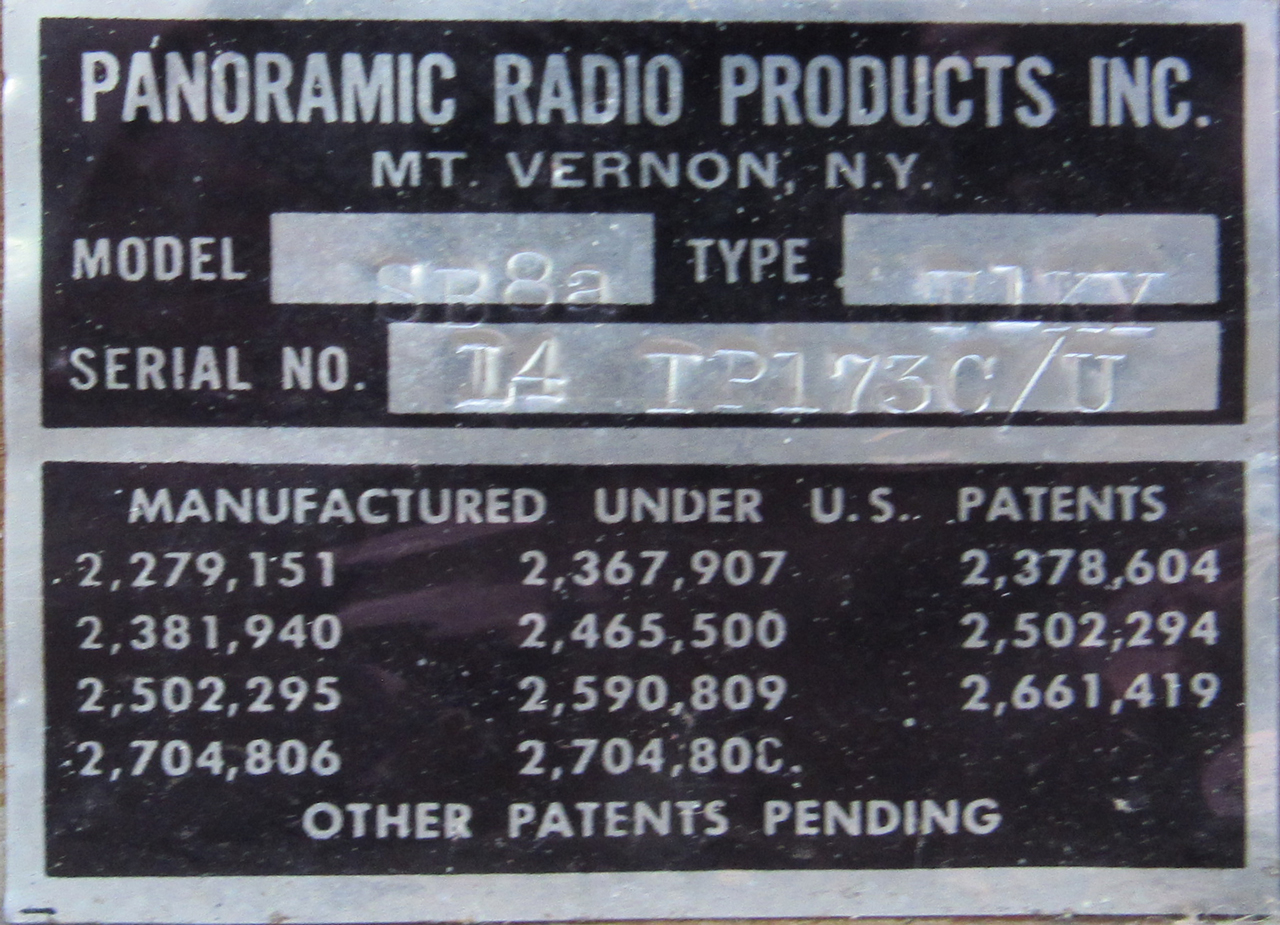 PANORAMIC RADIO PRODUCTS INC.
MT. VERNON, N.Y.
MODEL SB8a TYPE
SERIAL NO. 14 IP173C/U
MANUFACTURED UNDER U.S. PATENTS
2,279,151 2,367,907 2,378,604
2,381,940 2,465,500 2,502,294
2,502,295 2,590,809 2,661,419
2,704,806 2,704,80C.
OTHER PATENTS PENDING